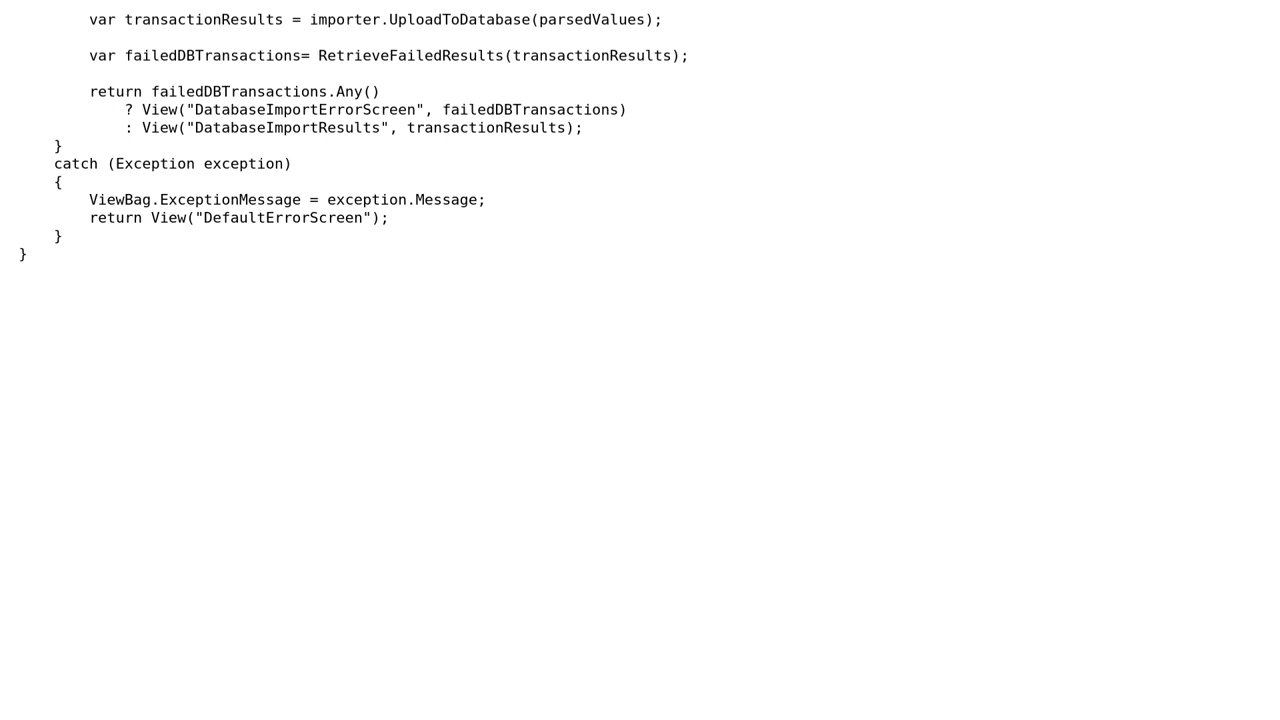 var transactionResults = importer.UploadToDatabase(parsedValues);

        var failedDBTransactions= RetrieveFailedResults(transactionResults);

        return failedDBTransactions.Any()
            ? View("DatabaseImportErrorScreen", failedDBTransactions)
            : View("DatabaseImportResults", transactionResults);
    }
    catch (Exception exception)
    {
        ViewBag.ExceptionMessage = exception.Message;
        return View("DefaultErrorScreen");
    }
}